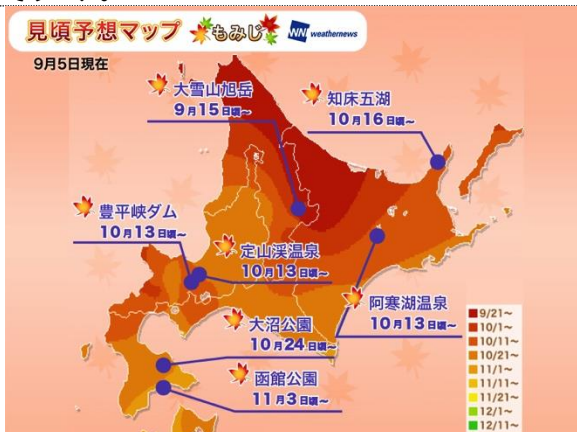 見頃予想マップ もみじ WN weathernews
9月5日現在
大雪山旭岳
9月15日頃～
知床五湖
10月16日頃～
豊平峡ダム
10月13日頃～
定山渓温泉
10月13日頃～
阿寒湖温泉
10月13日頃～
大沼公園
10月24日頃～
函館公園
11月3日頃～
9/21～
10/1～
10/11～
10/21～
11/1～
11/11～
11/21～
12/1～
12/11～